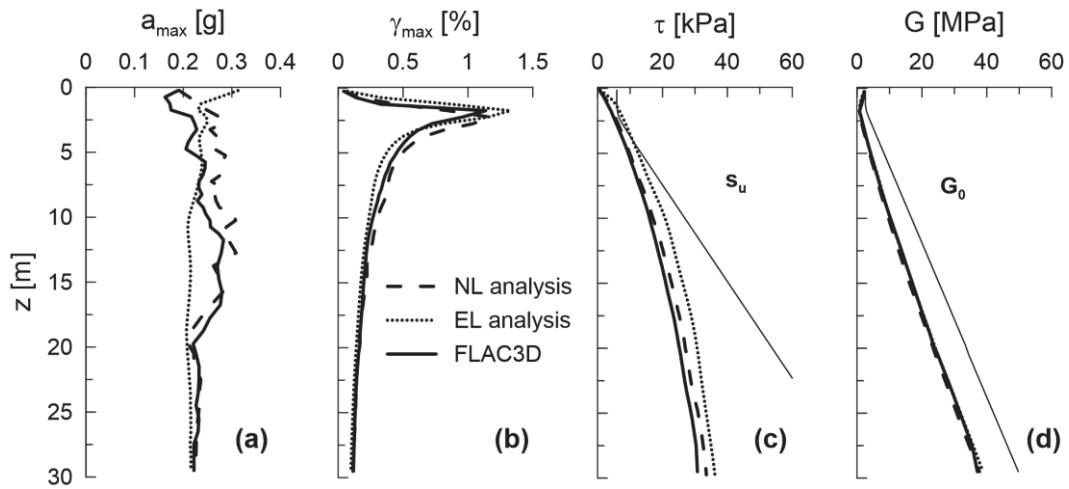 a_max [g] γ_max [%] τ [kPa] G [MPa]
0 0.1 0.2 0.3 0.4 0 0.5 1 1.5 0 20 40 60 0 20 40 60
0
5
10
15
20
25
30
z [m]
s_u
G_0
NL analysis
EL analysis
FLAC3D
(a) (b) (c) (d)